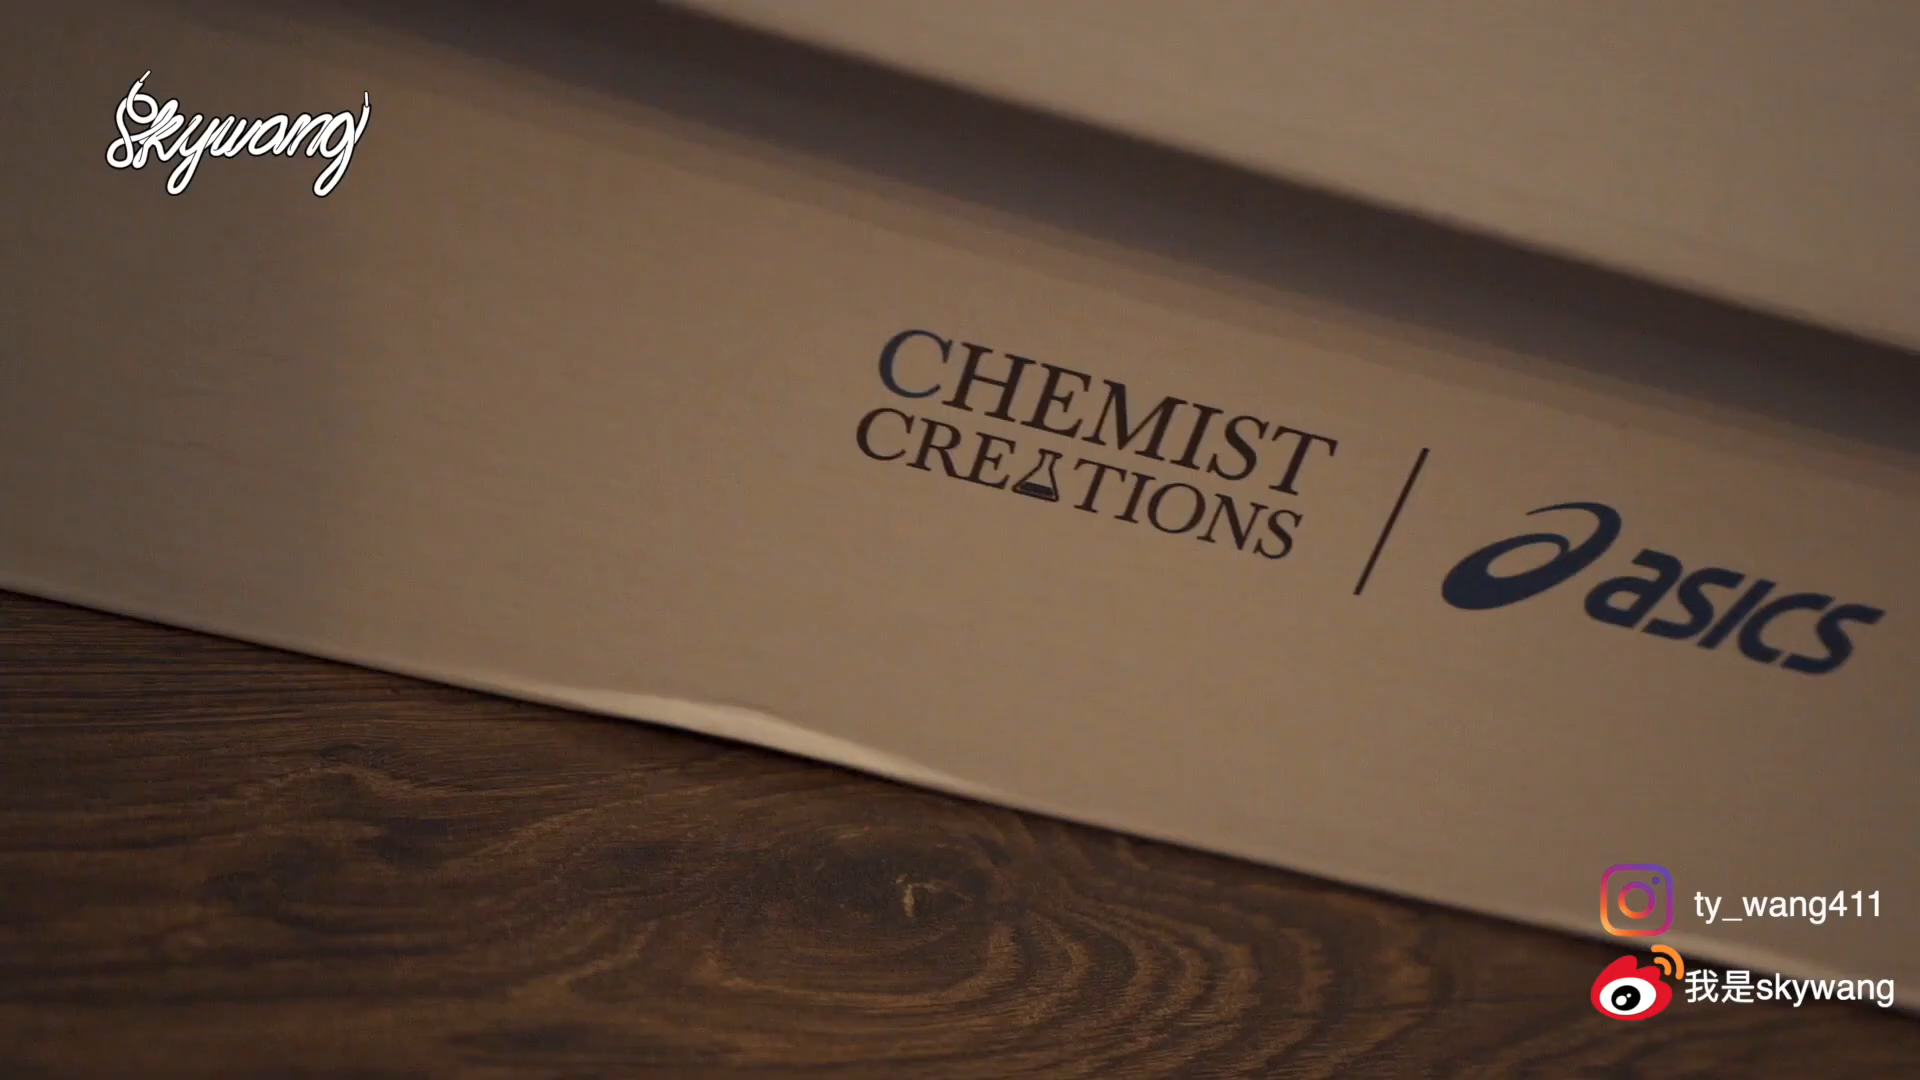 Skywang
CHEMIST
CREATIONS
asics
ty_wang411
我是skywang